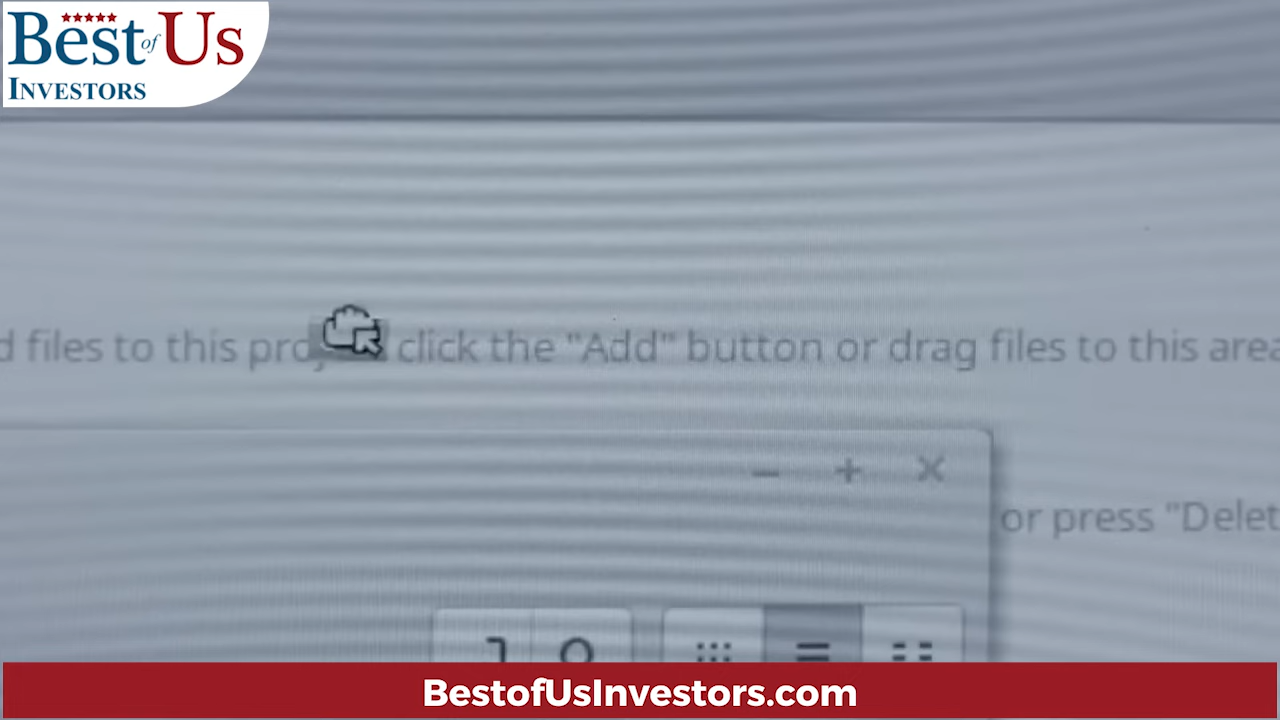 Best of Us
INVESTORS
files to this click the "Add" button or drag files to this area
or press "Delet
BestofUsInvestors.com